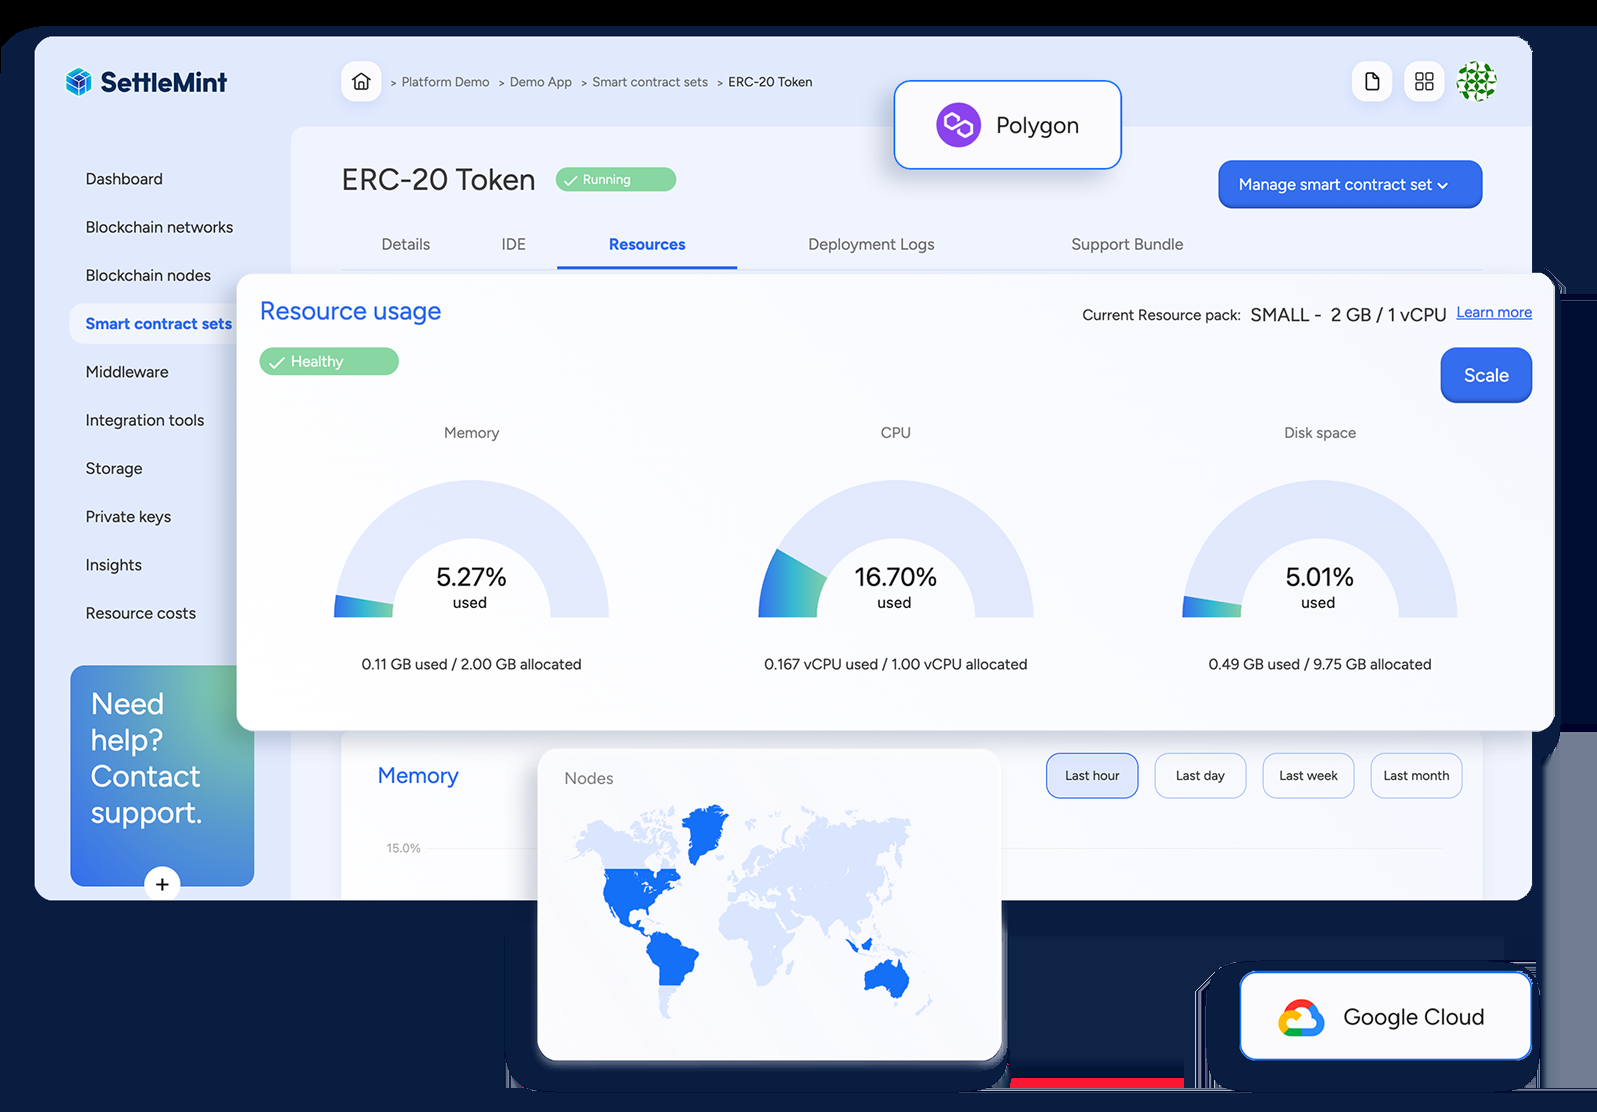 SettleMint
> Platform Demo > Demo App > Smart contract sets > ERC-20 Token
Polygon
ERC-20 Token
Running
Manage smart contract set
Details
IDE
Resources
Deployment Logs
Support Bundle
Dashboard
Blockchain networks
Blockchain nodes
Smart contract sets
Middleware
Integration tools
Storage
Private keys
Insights
Resource costs
Need
help?
Contact
support.
+
Resource usage
Current Resource pack: SMALL - 2 GB / 1 vCPU Learn more
Healthy
Scale
Memory
5.27%
used
0.11 GB used / 2.00 GB allocated
CPU
16.70%
used
0.167 vCPU used / 1.00 vCPU allocated
Disk space
5.01%
used
0.49 GB used / 9.75 GB allocated
Memory
Last hour
Last day
Last week
Last month
15.0%
Nodes
Google Cloud